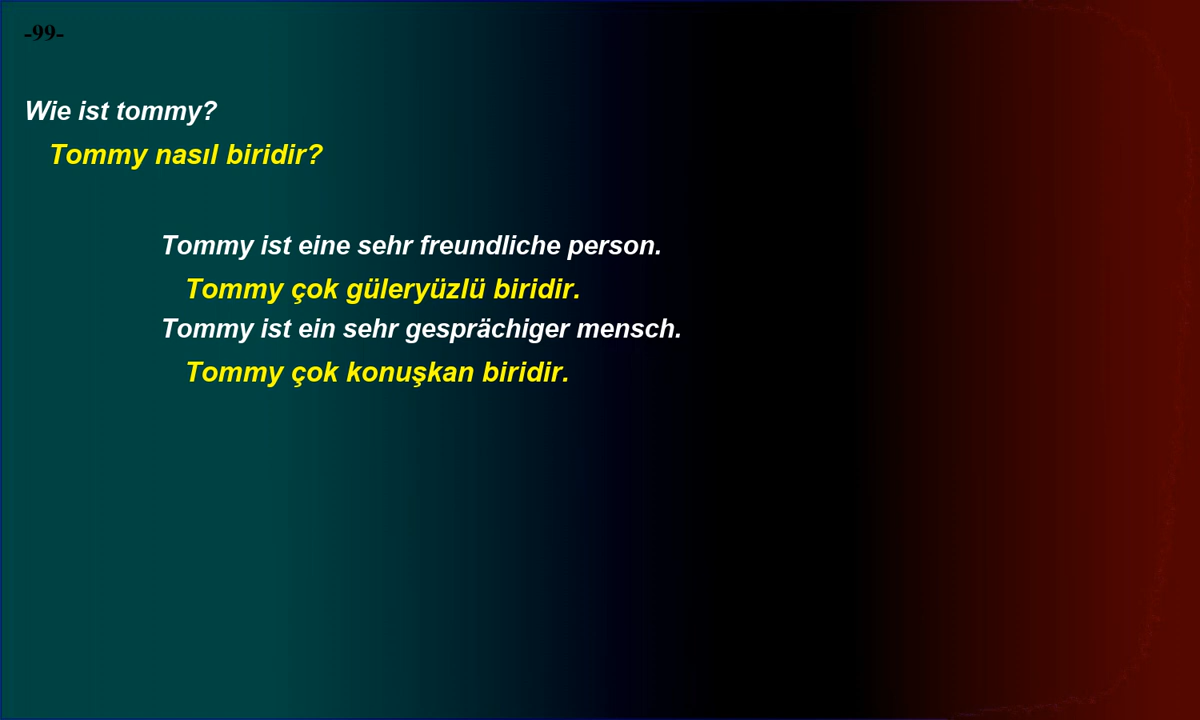 -99-
Wie ist tommy?
Tommy nasıl biridir?
Tommy ist eine sehr freundliche person.
Tommy çok güleryüzlü biridir.
Tommy ist ein sehr gesprächiger mensch.
Tommy çok konuşkan biridir.